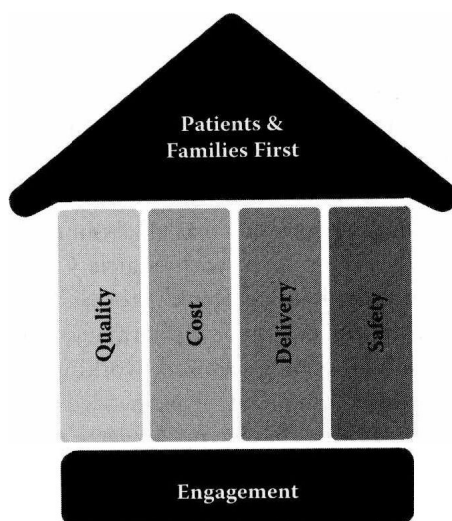 Patients &
Families First
Quality
Cost
Delivery
Safety
Engagement